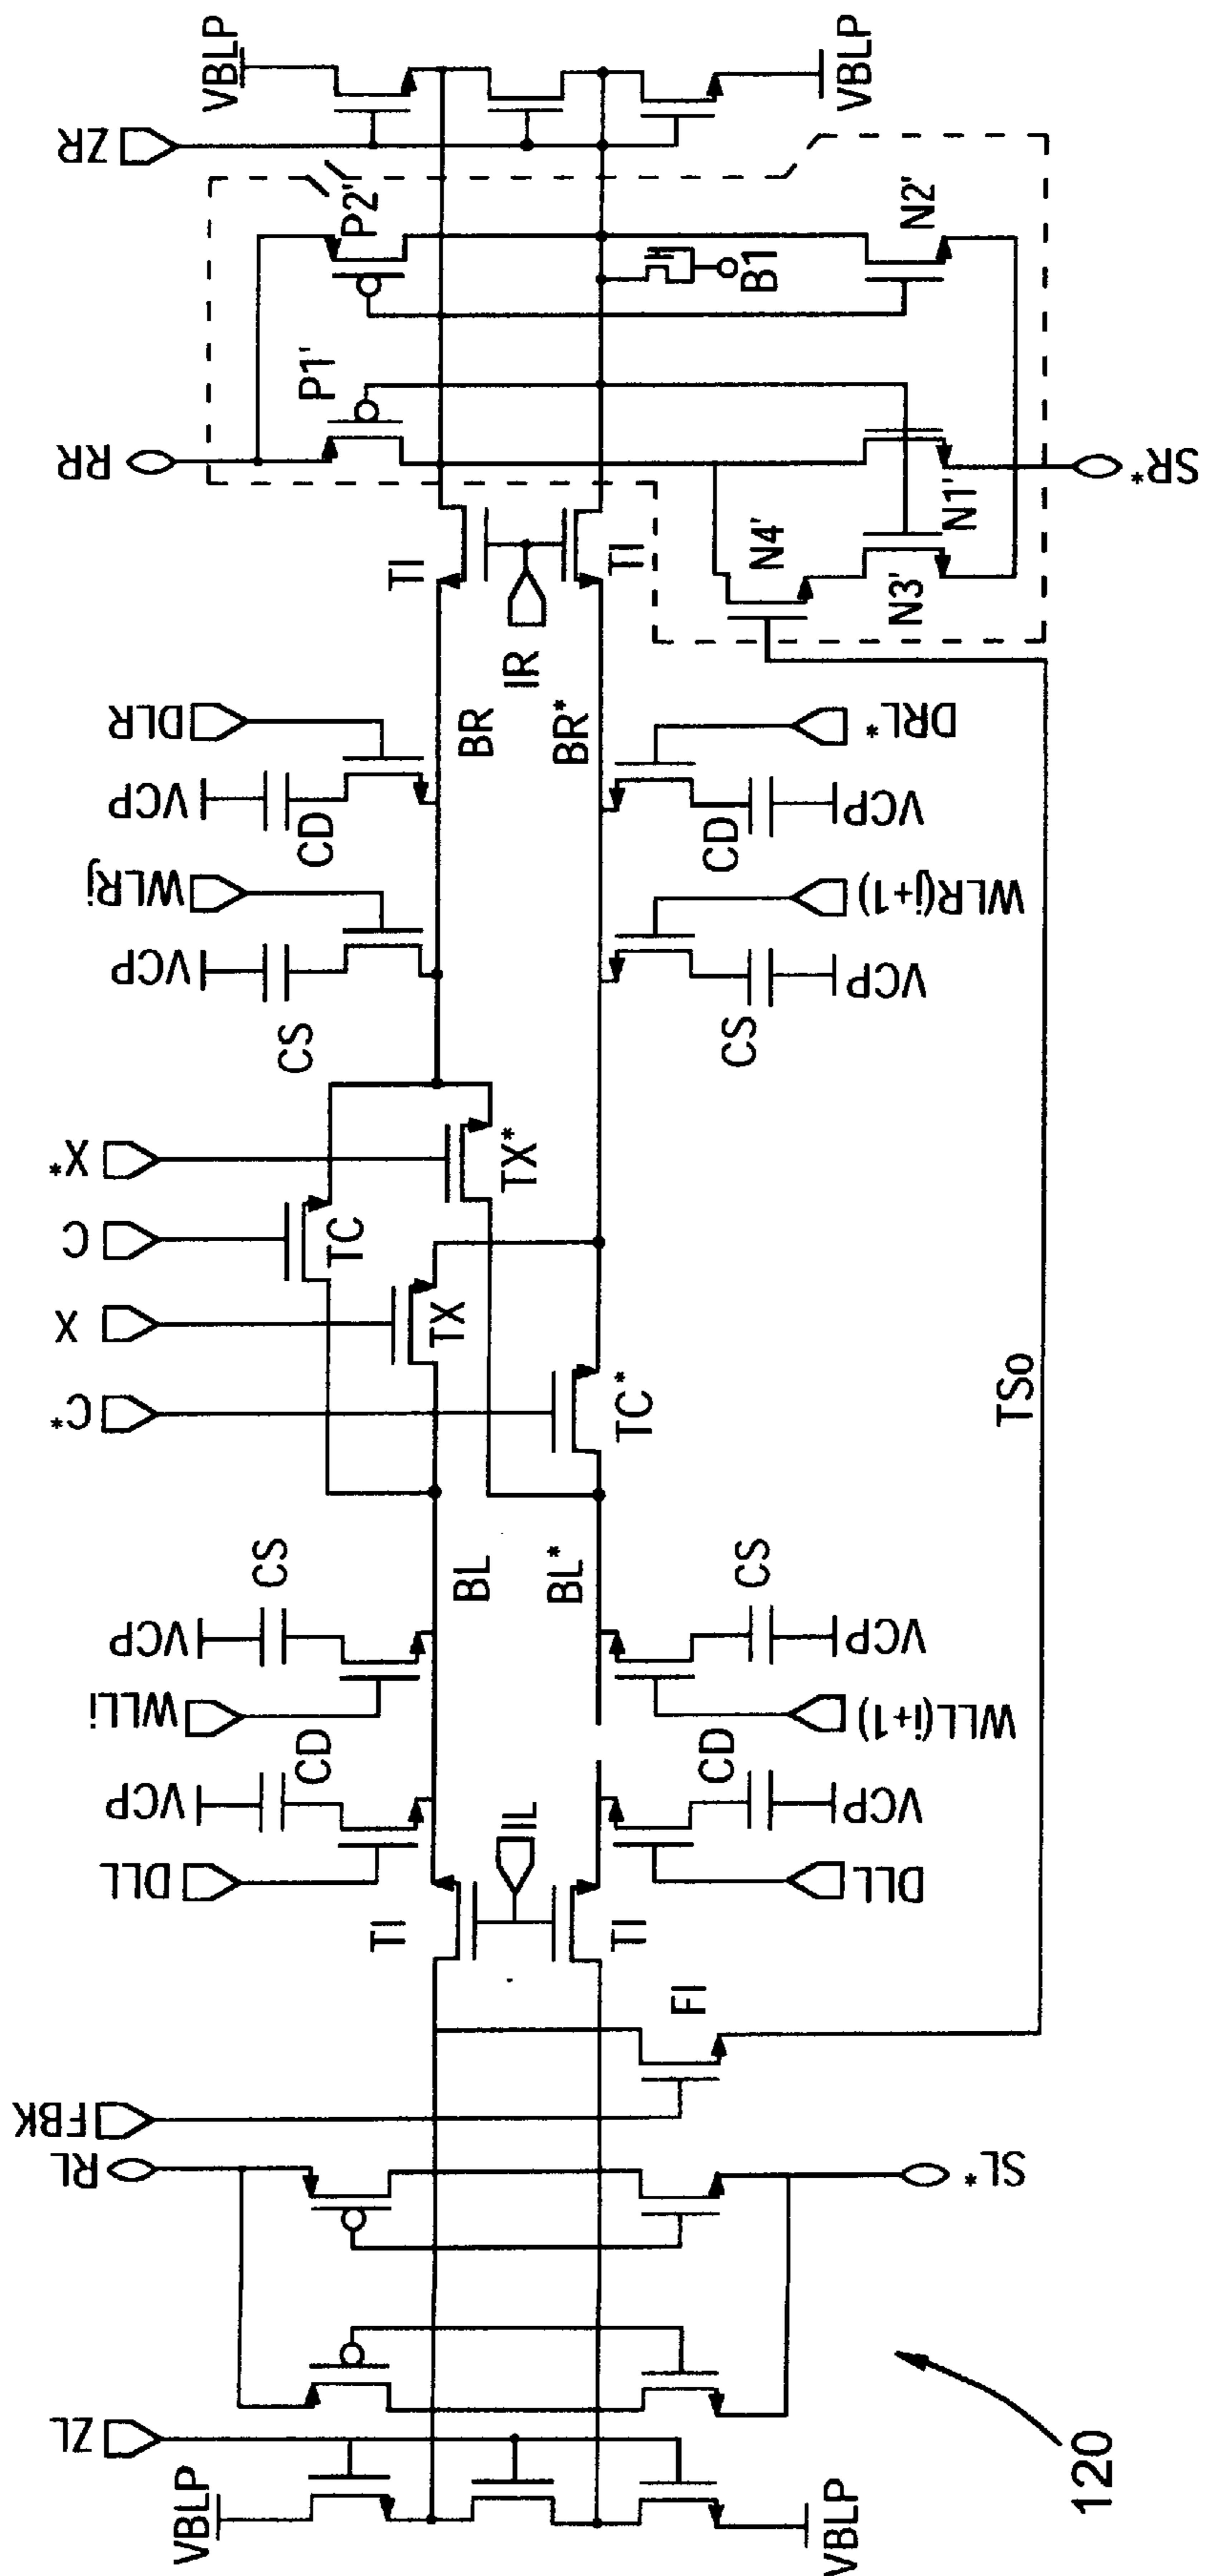 VBLP
ZR
VBLP
P2'
N2'
B1
P1'
RR
N1'
SR*
N4'
N3'
TI
TI
IR
DLR
BR
BR*
DRL*
VCP
CD
CD
VCP
WLRj
WLR(j+1)
VCP
CS
CS
VCP
X*
TX*
C
TC
X
TX
C*
TC*
TSo
CS
BL
BL*
CS
VCP
VCP
WLLi
WLL(i+1)
CD
CD
VCP
VCP
DLL
DLL
IL
TI
TI
FI
FBK
RL
SL*
ZL
VBLP
VBLP
120